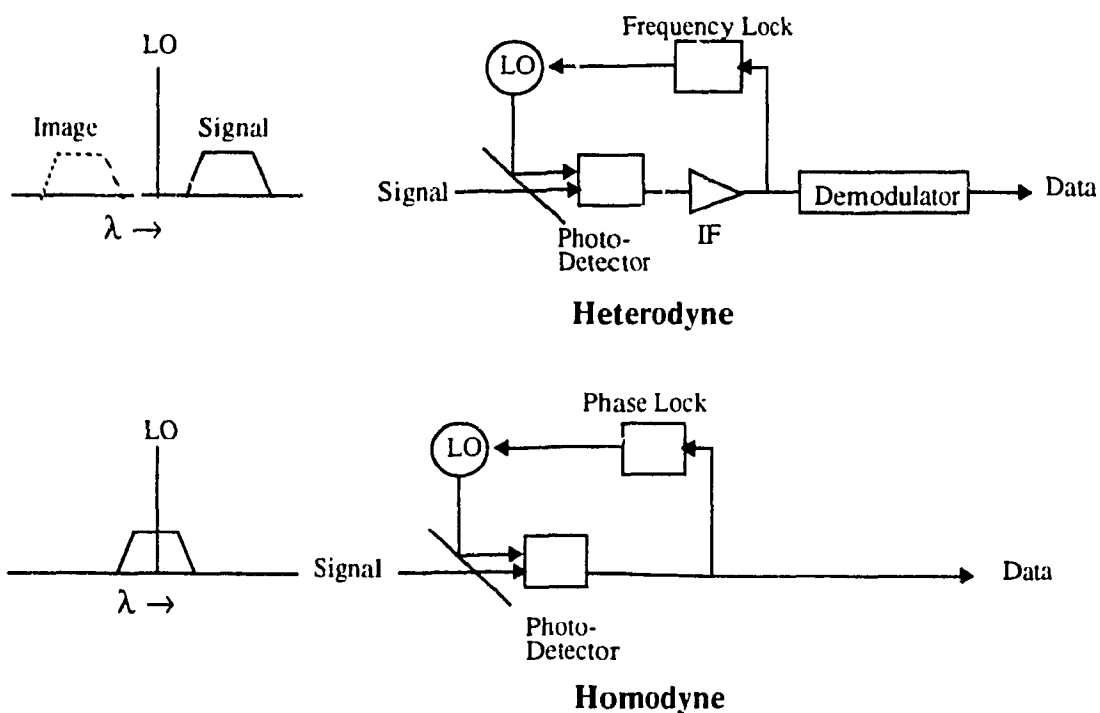 LO
Image
Signal
λ →
Frequency Lock
LO
Signal
Photo-
Detector
IF
Demodulator
Data
Heterodyne
LO
λ →
Phase Lock
LO
Signal
Photo-
Detector
Data
Homodyne